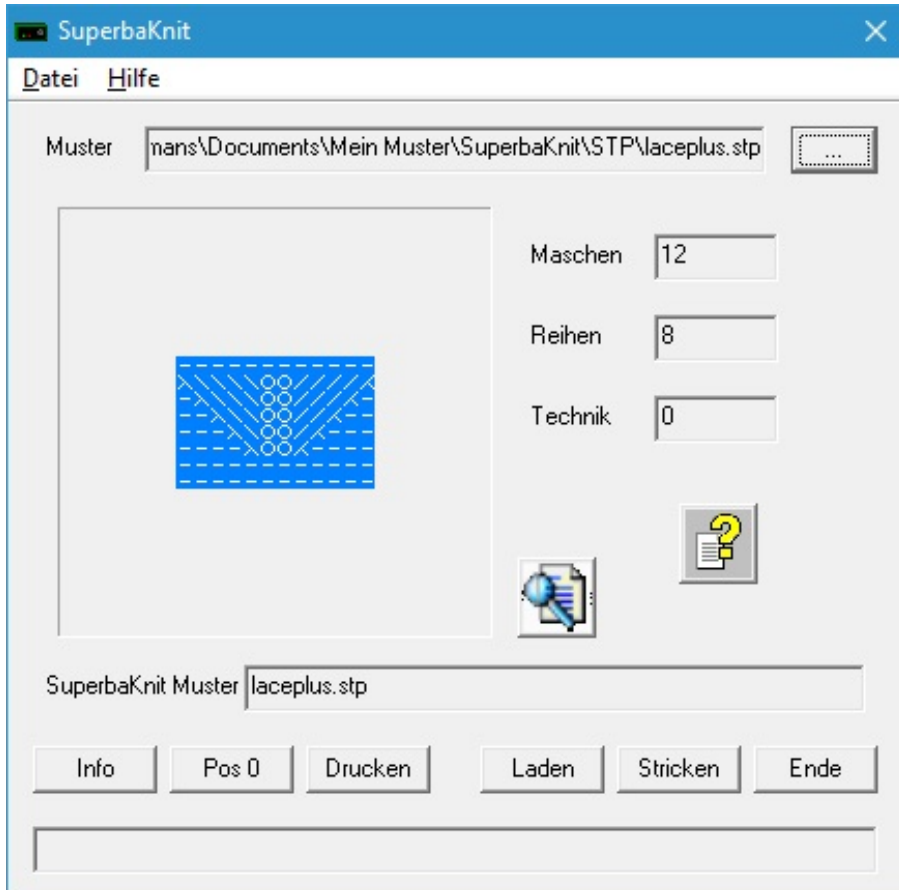 SuperbaKnit
Datei Hilfe
Muster nans\Documents\Mein Muster\SuperbaKnit\STP\laceplus.stp ...
Maschen 12
Reihen 8
Technik 0
SuperbaKnit Muster laceplus.stp
Info Pos 0 Drucken Laden Stricken Ende